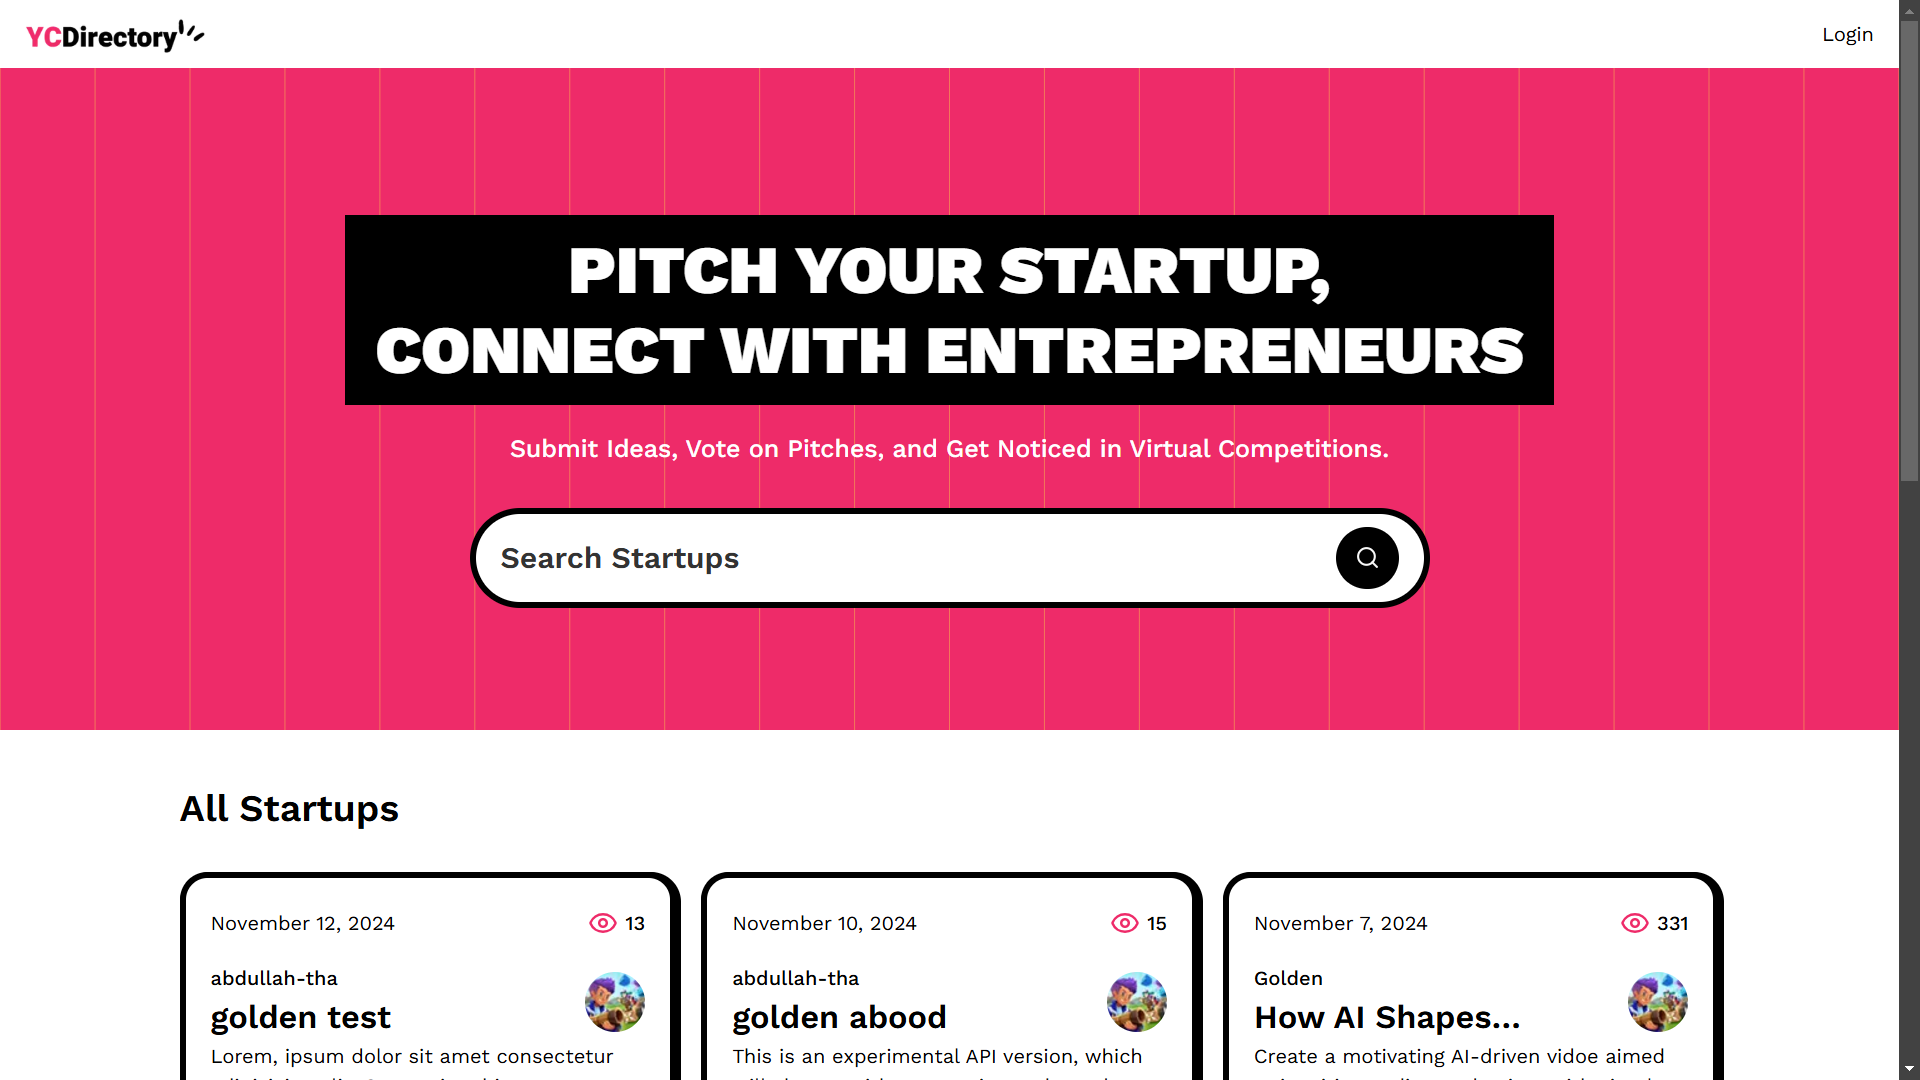 YCDirectory
Login
PITCH YOUR STARTUP,
CONNECT WITH ENTREPRENEURS
Submit Ideas, Vote on Pitches, and Get Noticed in Virtual Competitions.
Search Startups
All Startups
November 12, 2024
13
abdullah-tha
golden test
Lorem, ipsum dolor sit amet consectetur
November 10, 2024
15
abdullah-tha
golden abood
This is an experimental API version, which
November 7, 2024
331
Golden
How AI Shapes...
Create a motivating AI-driven vidoe aimed